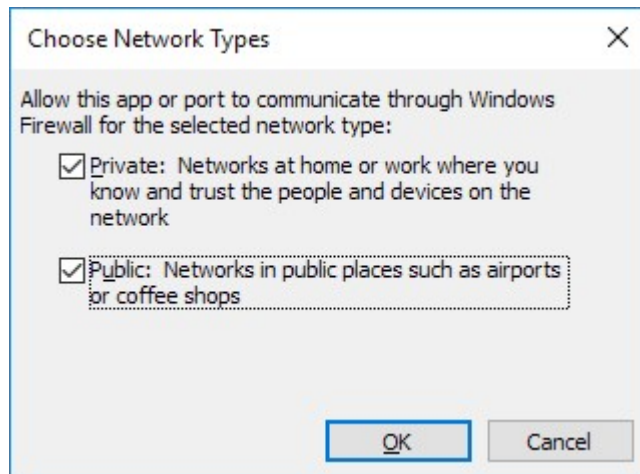 Choose Network Types
Allow this app or port to communicate through Windows
Firewall for the selected network type:
Private: Networks at home or work where you
know and trust the people and devices on the
network
Public: Networks in public places such as airports
or coffee shops
OK
Cancel